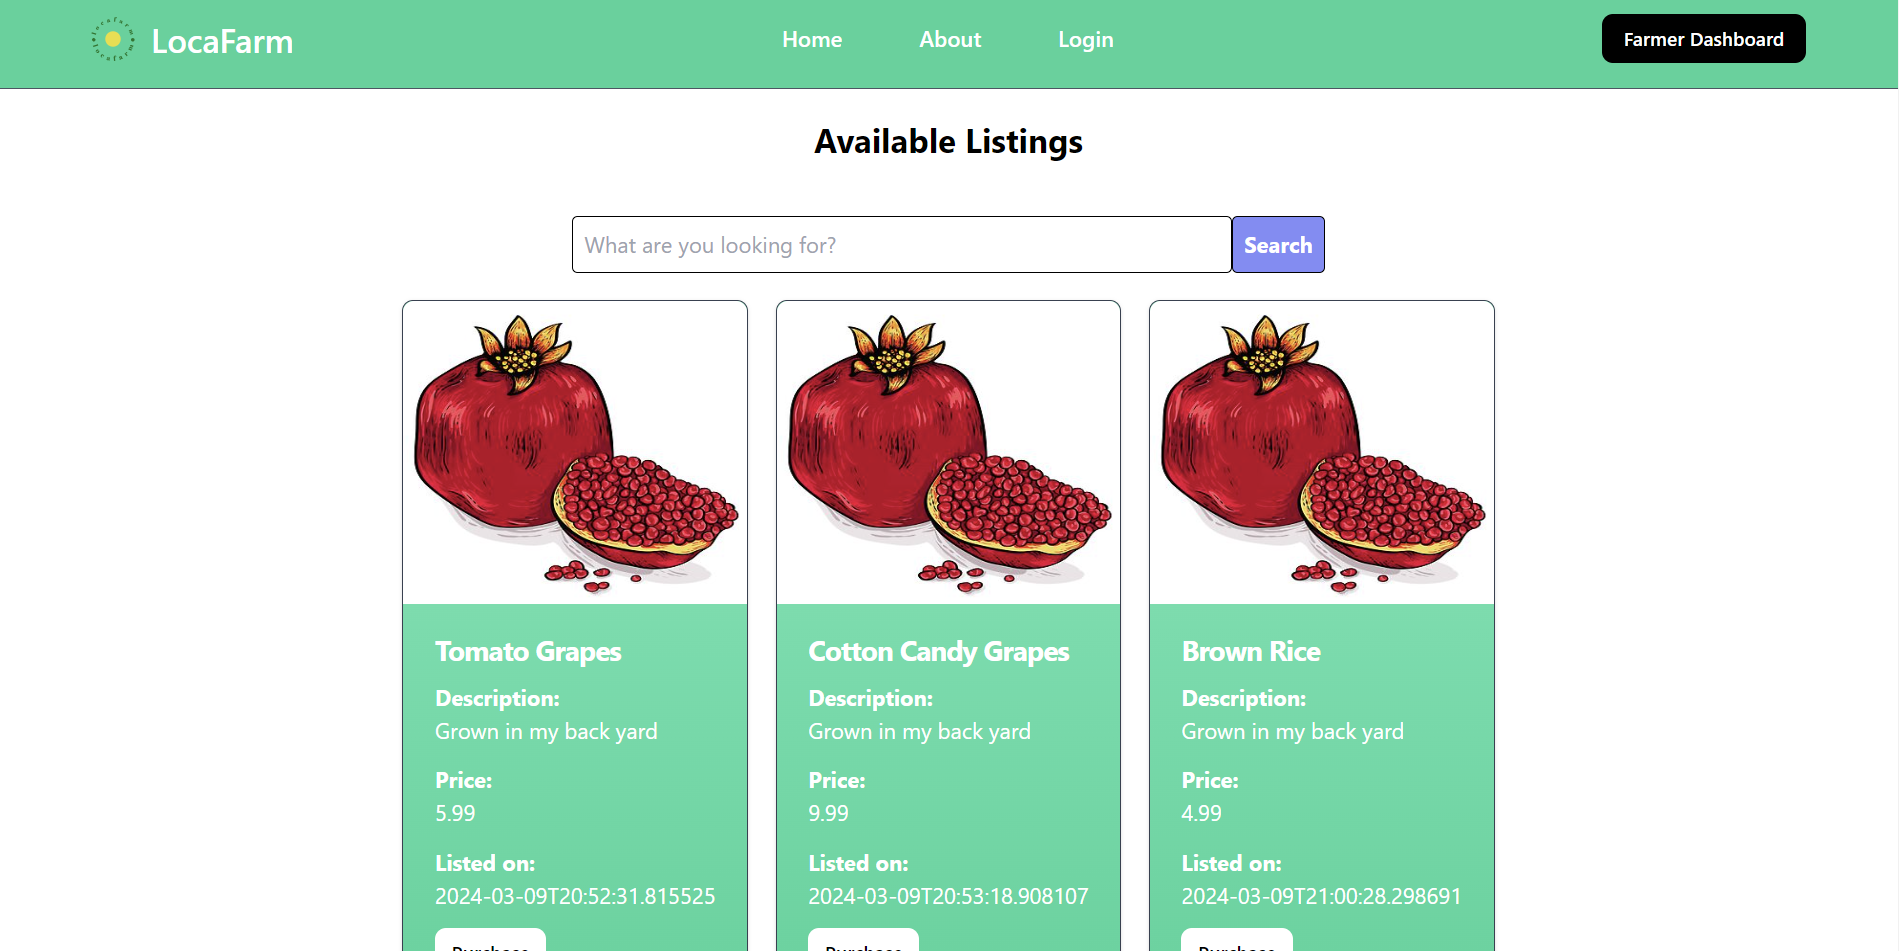 LocaFarm
Home About Login
Farmer Dashboard
Available Listings
What are you looking for? Search
Tomato Grapes
Description:
Grown in my back yard
Price:
5.99
Listed on:
2024-03-09T20:52:31.815525
Purchase
Cotton Candy Grapes
Description:
Grown in my back yard
Price:
9.99
Listed on:
2024-03-09T20:53:18.908107
Purchase
Brown Rice
Description:
Grown in my back yard
Price:
4.99
Listed on:
2024-03-09T21:00:28.298691
Purchase